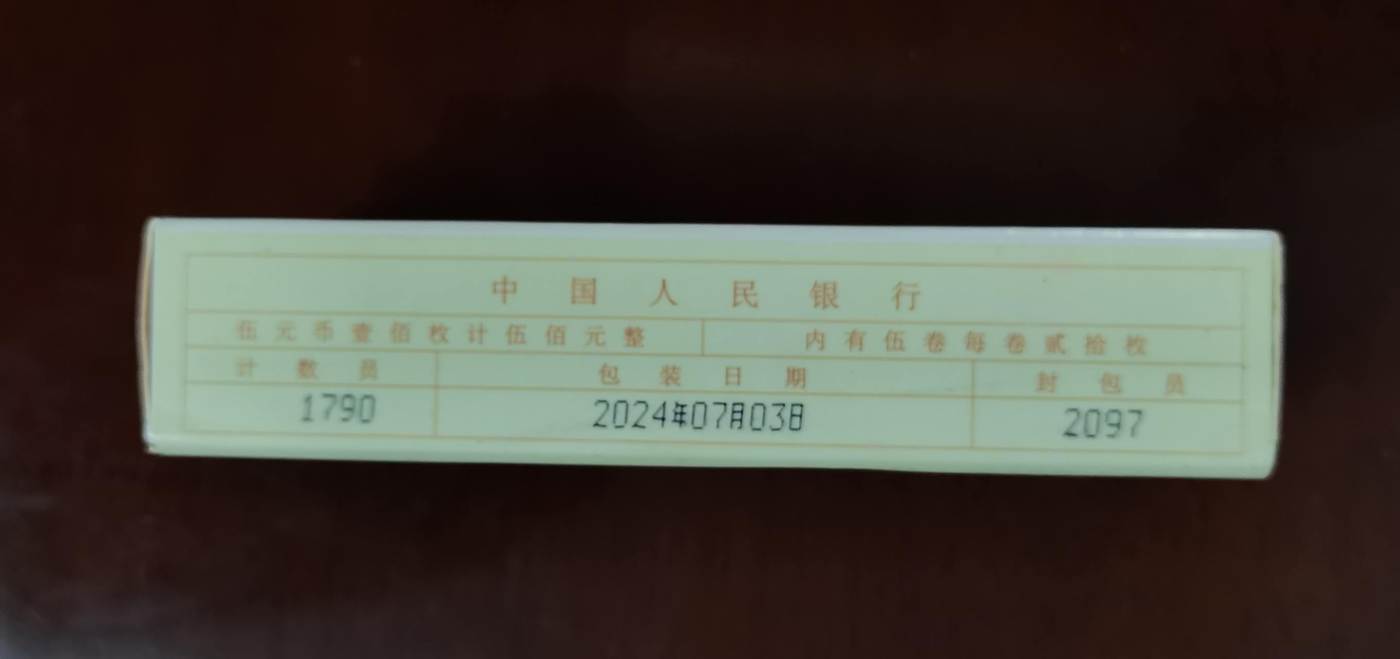 中国人民银行
伍元币壹佰枚计伍佰元整 内有伍卷每卷贰拾枚
计数员 包装日期 封包员
1790 2024年07月03日 2097